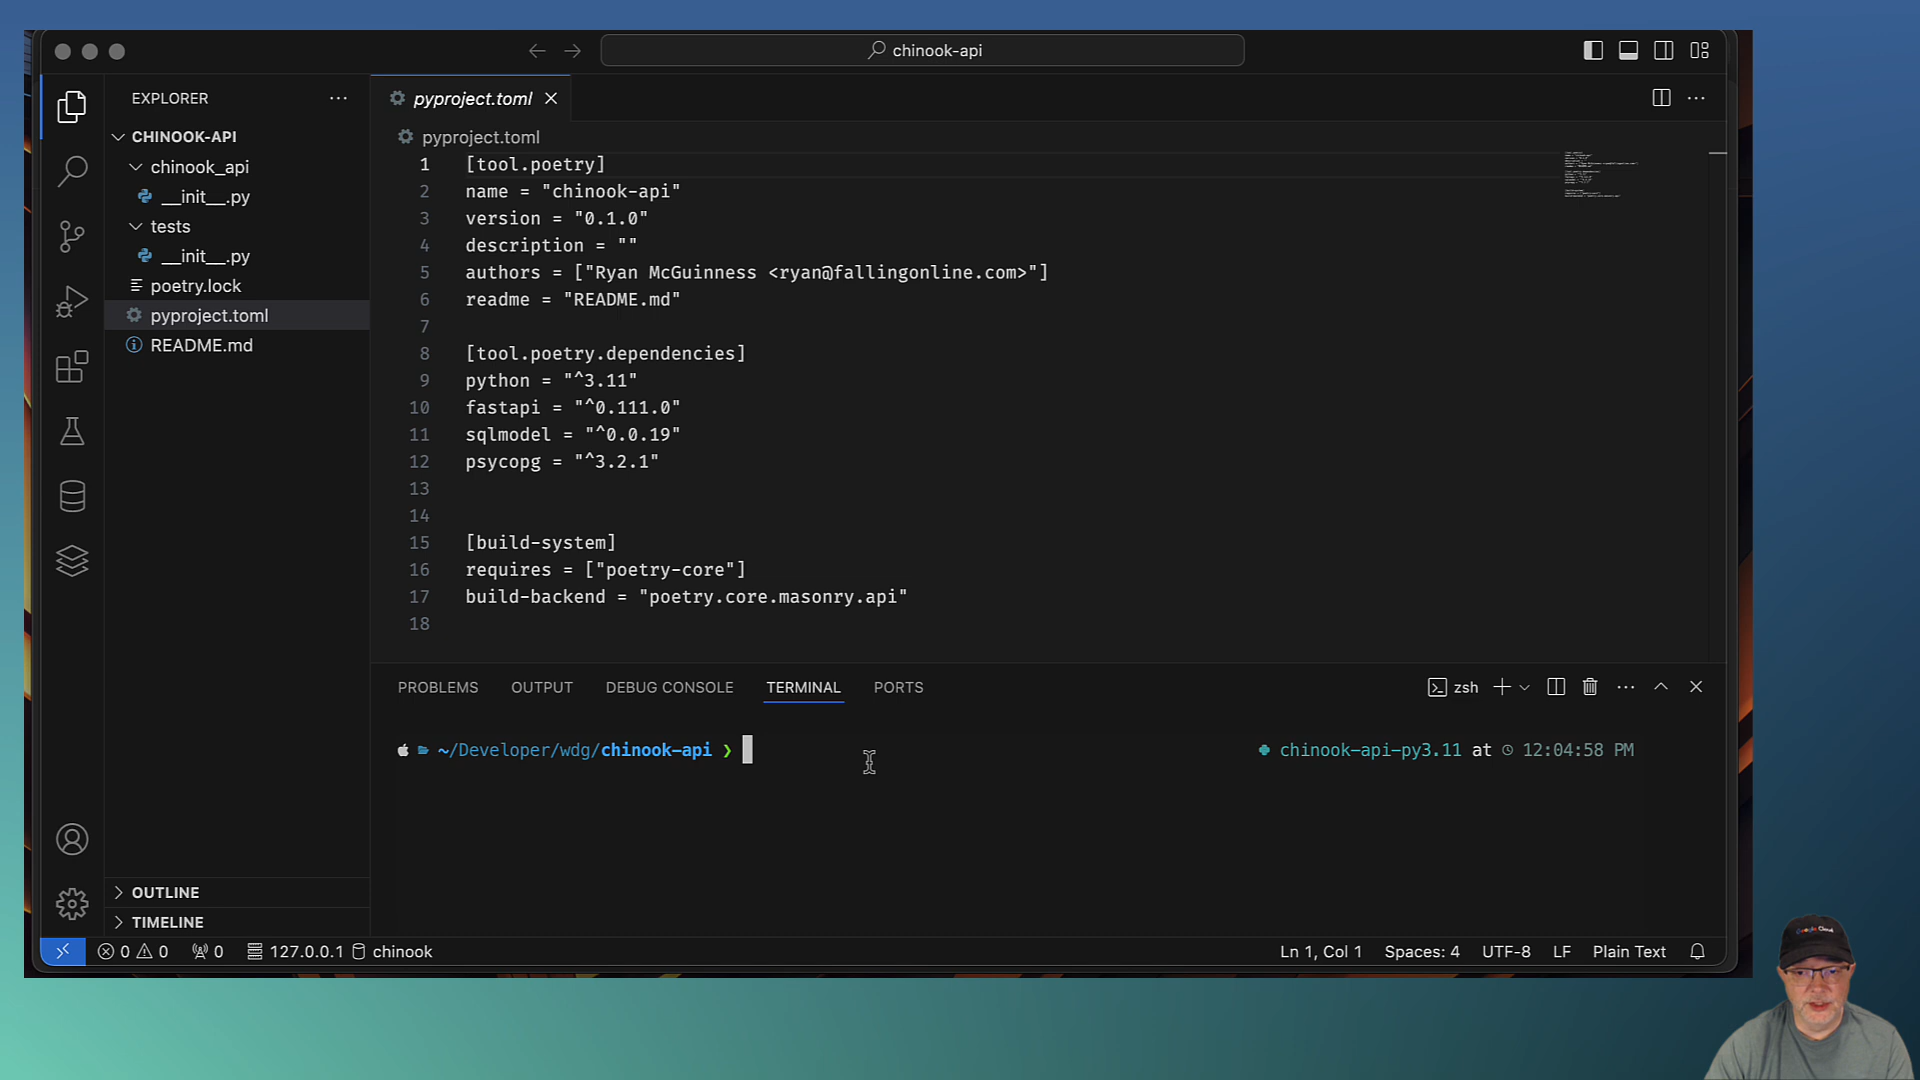 chinook-api
EXPLORER
CHINOOK-API
chinook_api
__init__.py
tests
__init__.py
poetry.lock
pyproject.toml
README.md
OUTLINE
TIMELINE
pyproject.toml
pyproject.toml
1 [tool.poetry]
2 name = "chinook-api"
3 version = "0.1.0"
4 description = ""
5 authors = ["Ryan McGuinness <ryan@fallingonline.com>"]
6 readme = "README.md"
7
8 [tool.poetry.dependencies]
9 python = "^3.11"
10 fastapi = "^0.111.0"
11 sqlmodel = "^0.0.19"
12 psycopg = "^3.2.1"
13
14
15 [build-system]
16 requires = ["poetry-core"]
17 build-backend = "poetry.core.masonry.api"
18
PROBLEMS OUTPUT DEBUG CONSOLE TERMINAL PORTS zsh
~/Developer/wdg/chinook-api ❯ chinook-api-py3.11 at 12:04:58 PM
0 0 0 127.0.0.1 chinook Ln 1, Col 1 Spaces: 4 UTF-8 LF Plain Text
Google Cloud